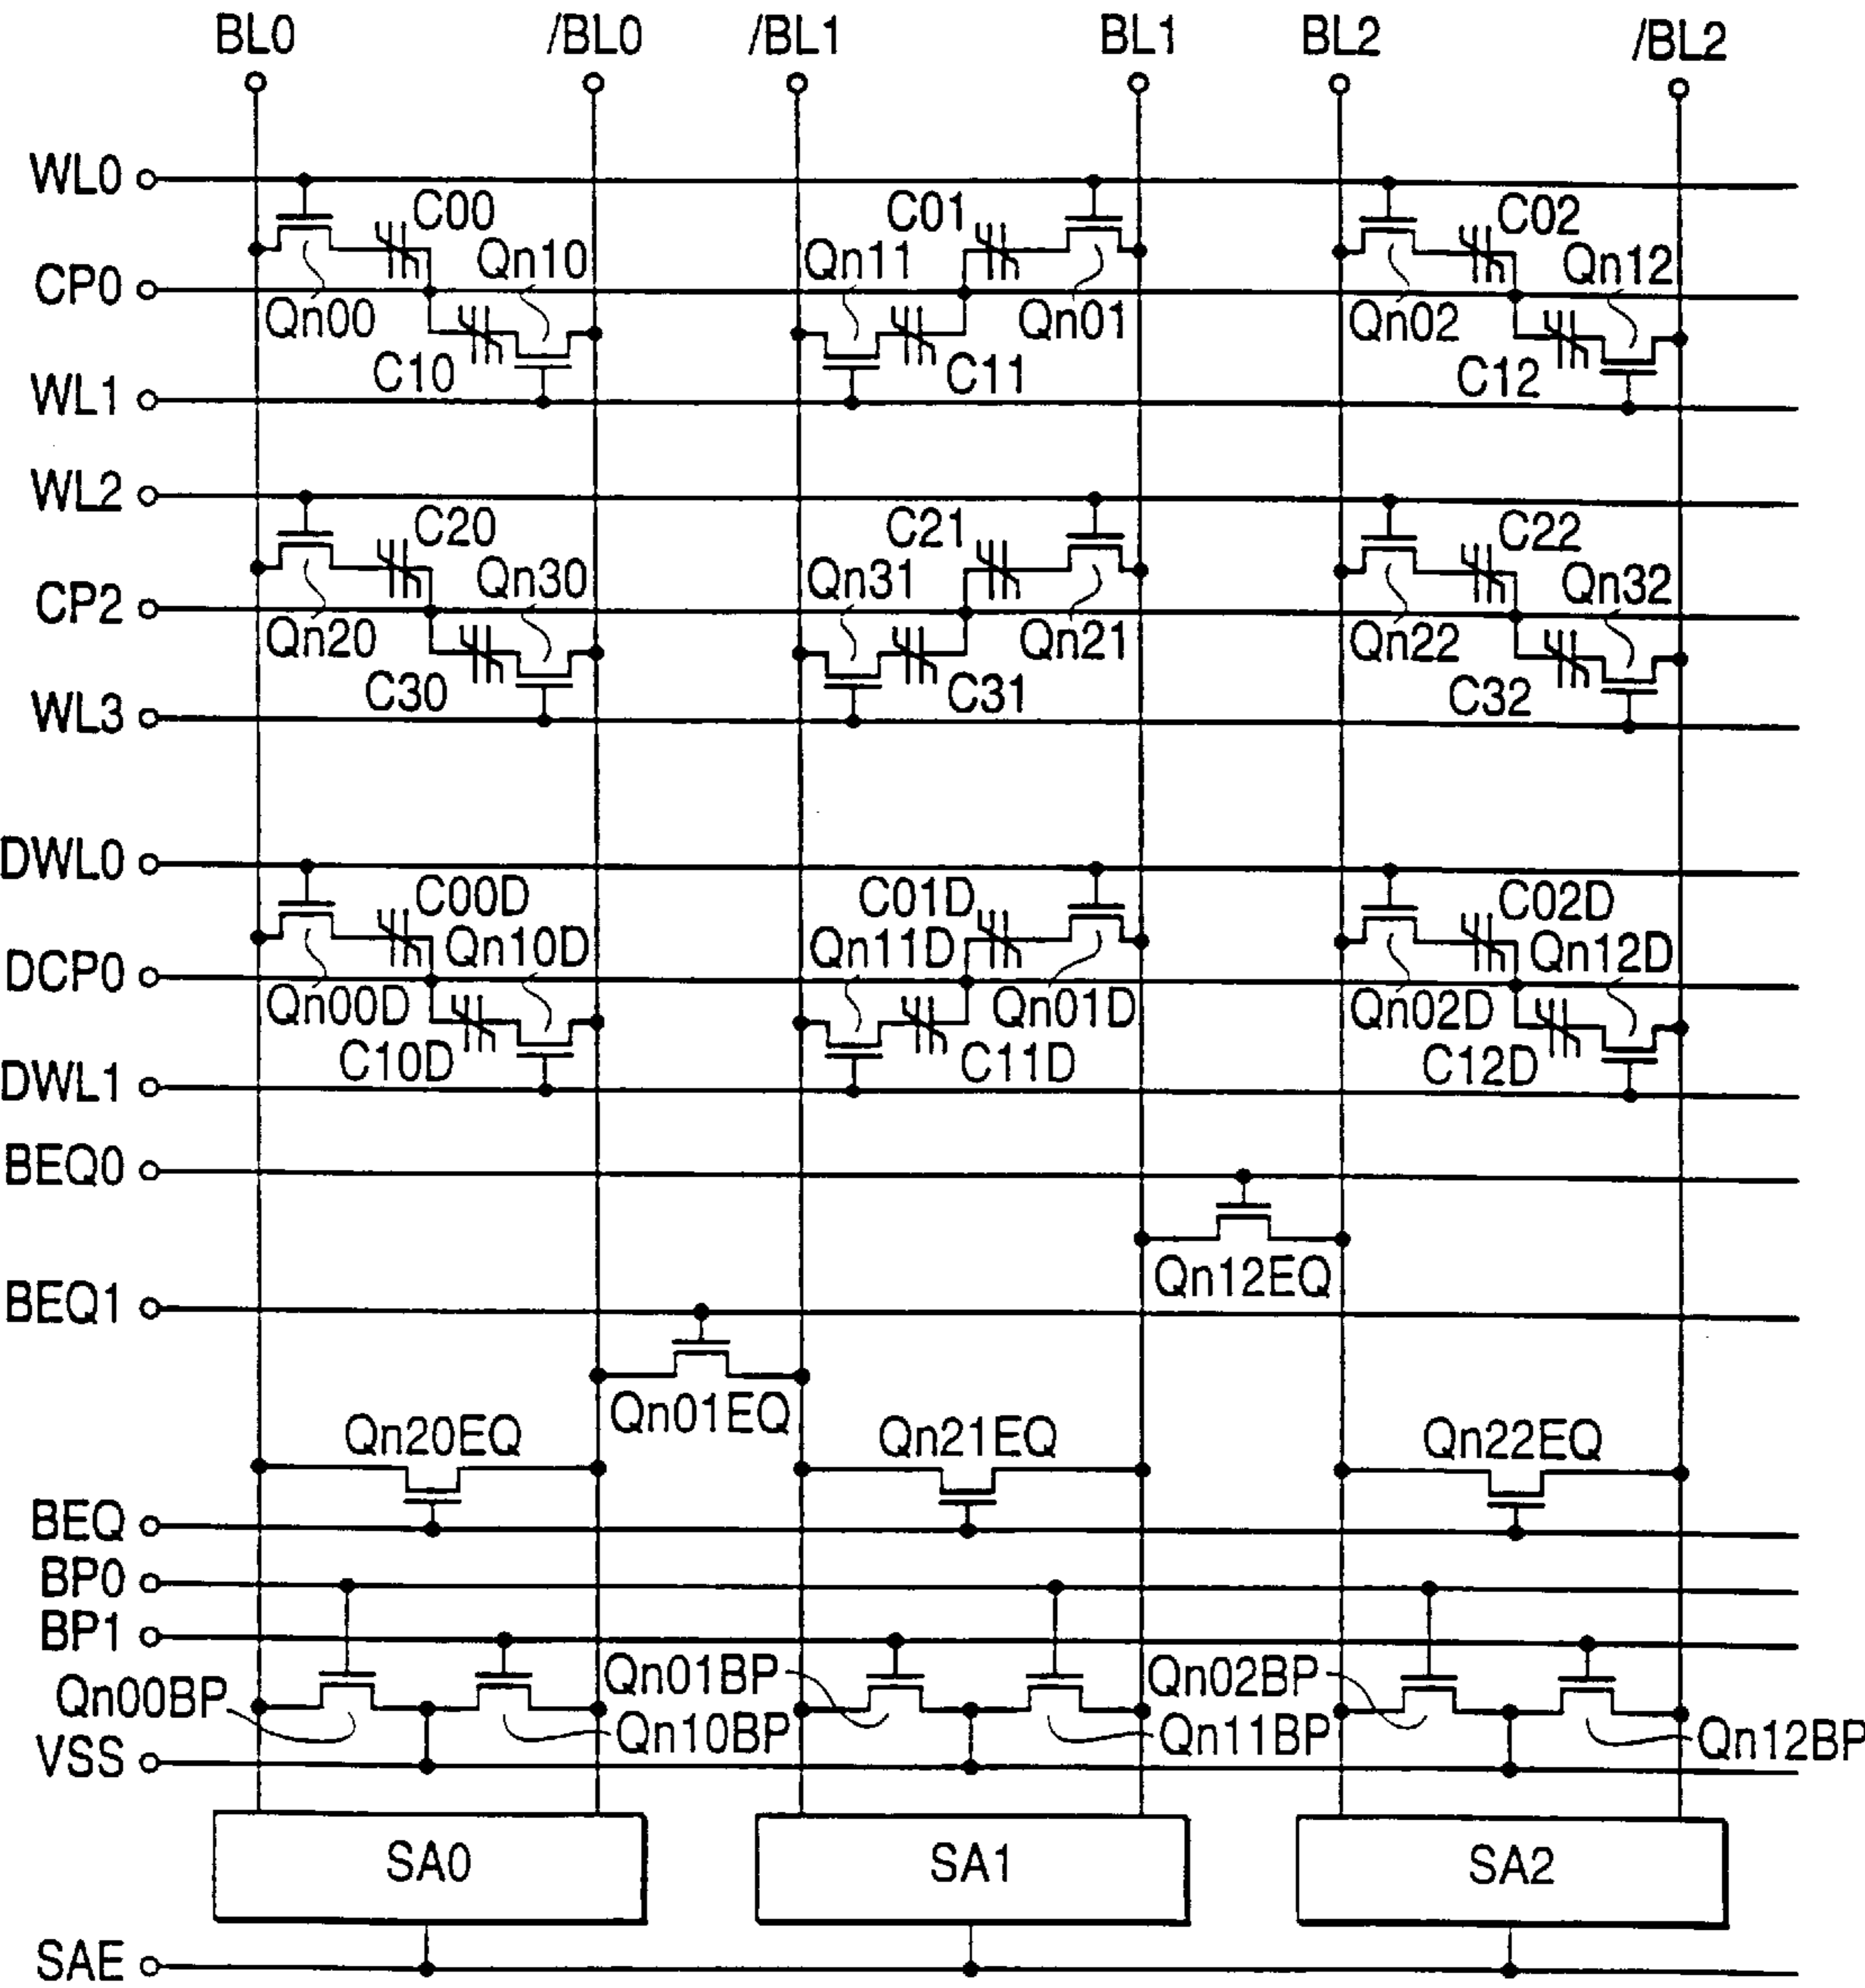 BL0 /BL0 /BL1 BL1 BL2 /BL2
WL0
C00 C01 C02
Qn10 Qn11 Qn12
CP0
Qn00 Qn01 Qn02
C10 C11 C12
WL1
WL2
C20 C21 C22
Qn30 Qn31 Qn32
CP2
Qn20 Qn21 Qn22
C30 C31 C32
WL3
DWL0
C00D C01D C02D
Qn10D Qn11D Qn12D
DCP0
Qn00D Qn01D Qn02D
C10D C11D C12D
DWL1
BEQ0
Qn12EQ
BEQ1
Qn01EQ
Qn20EQ Qn21EQ Qn22EQ
BEQ
BP0
BP1
Qn00BP Qn01BP Qn02BP
Qn10BP Qn11BP Qn12BP
VSS
SA0 SA1 SA2
SAE